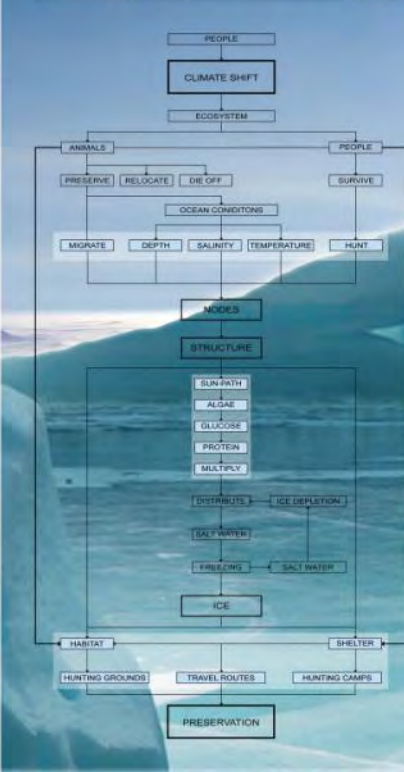 PEOPLE
CLIMATE SHIFT
ECOSYSTEM
ANIMALS PEOPLE
PRESERVE RELOCATE DIE OFF SURVIVE
OCEAN CONDITONS
MIGRATE DEPTH SALINITY TEMPERATURE HUNT
NODES
STRUCTURE
SUN-PATH
ALGAE
GLUCOSE
PROTEIN
MULTIPLY
DISTRIBUTE ICE DEPLETION
SALT WATER
FREEZING SALT WATER
ICE
HABITAT SHELTER
HUNTING GROUNDS TRAVEL ROUTES HUNTING CAMPS
PRESERVATION